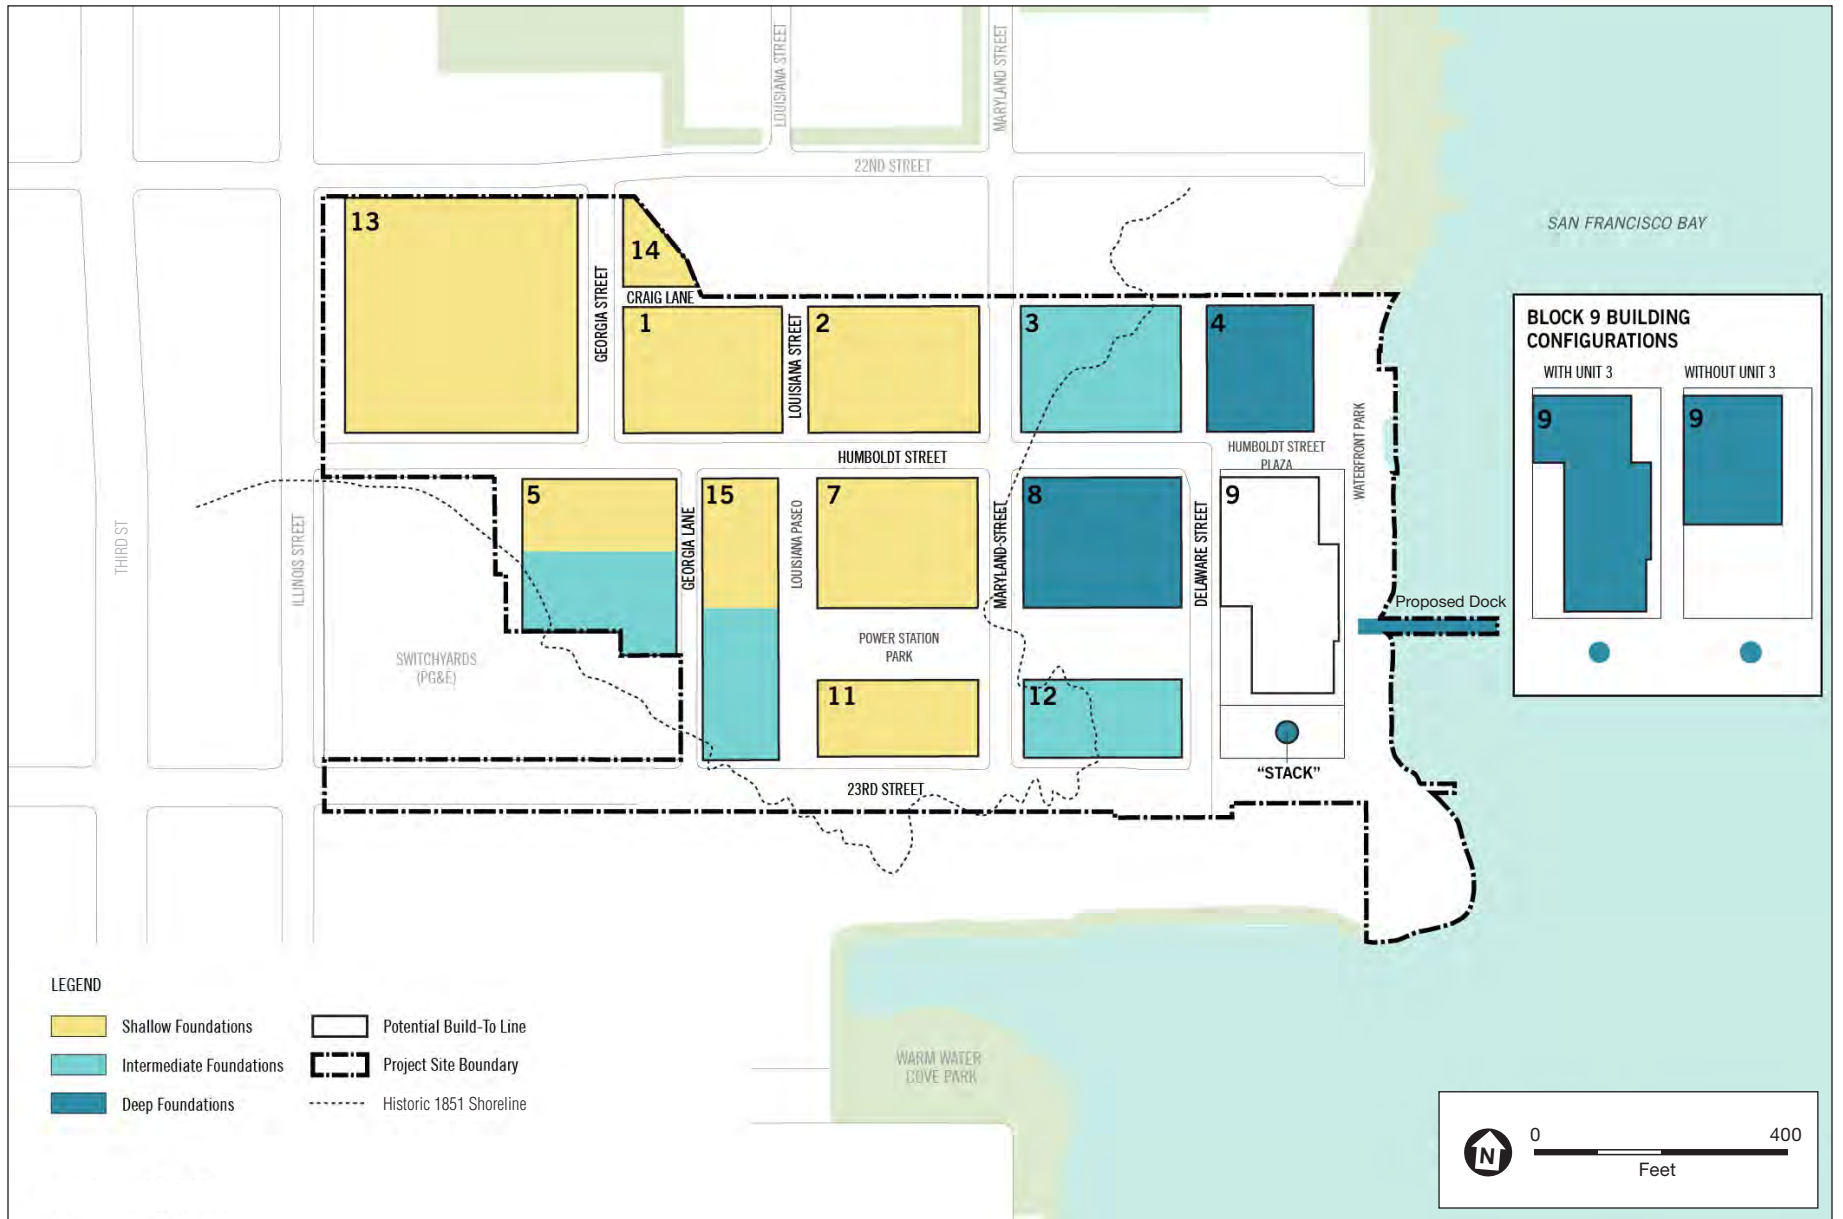 LOUISIANA STREET
MARYLAND STREET
22ND STREET
SAN FRANCISCO BAY
13
14
GEORGIA STREET
CRAIG LANE
1
LOUISIANA STREET
2
3
4
WATERFRONT PARK
HUMBOLDT STREET
HUMBOLDT STREET
PLAZA
THIRD ST
ILLINOIS STREET
5
GEORGIA LANE
15
LOUISIANA PASEO
7
MARYLAND STREET
8
DELAWARE STREET
9
Proposed Dock
SWITCHYARDS
(PG&E)
POWER STATION
PARK
11
12
"STACK"
23RD STREET
BLOCK 9 BUILDING
CONFIGURATIONS
WITH UNIT 3
WITHOUT UNIT 3
9
9
WARM WATER
COVE PARK
LEGEND
Shallow Foundations
Intermediate Foundations
Deep Foundations
Potential Build-To Line
Project Site Boundary
Historic 1851 Shoreline
N
0
400
Feet